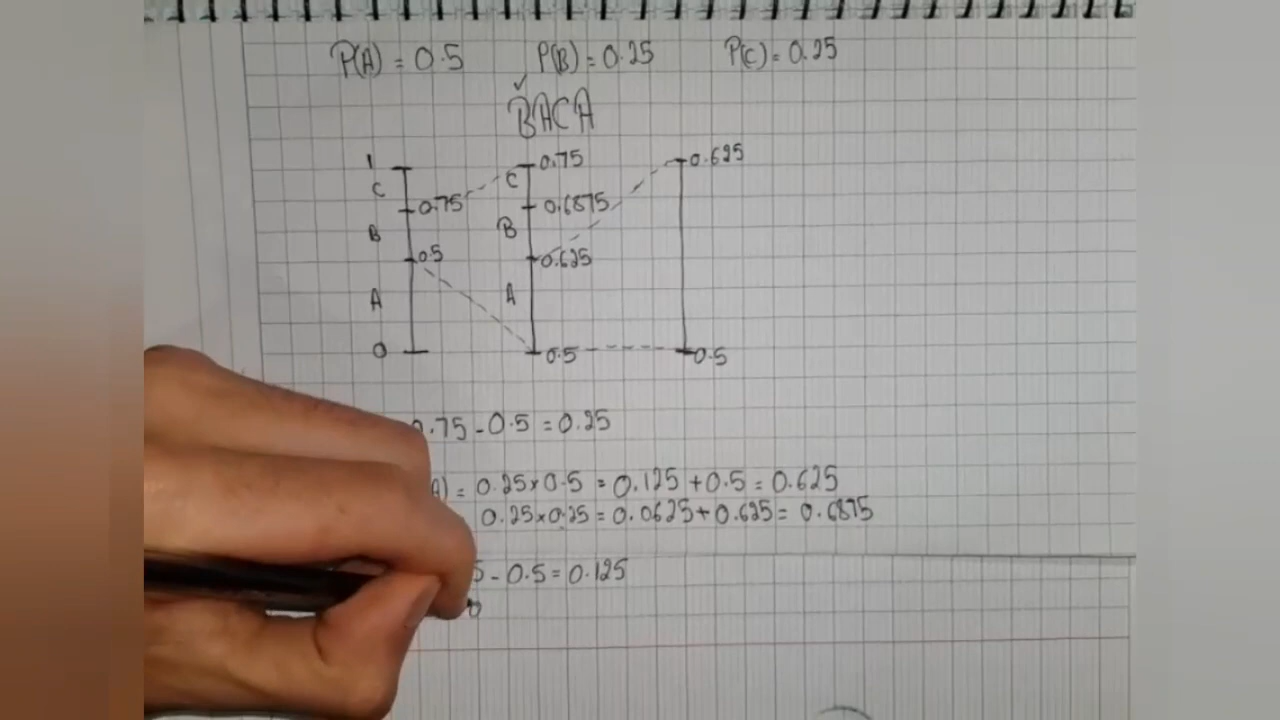 P(A) = 0.5 P(B) = 0.25 P(C) = 0.25
BACA
1 0.75 0.625
C C
0.75 0.6875
B B
0.5 0.625
A A
0 0.5 0.5
.75 - 0.5 = 0.25
A) = 0.25 x 0.5 = 0.125 + 0.5 = 0.625
0.25 x 0.25 = 0.0625 + 0.625 = 0.6875
5 - 0.5 = 0.125
0